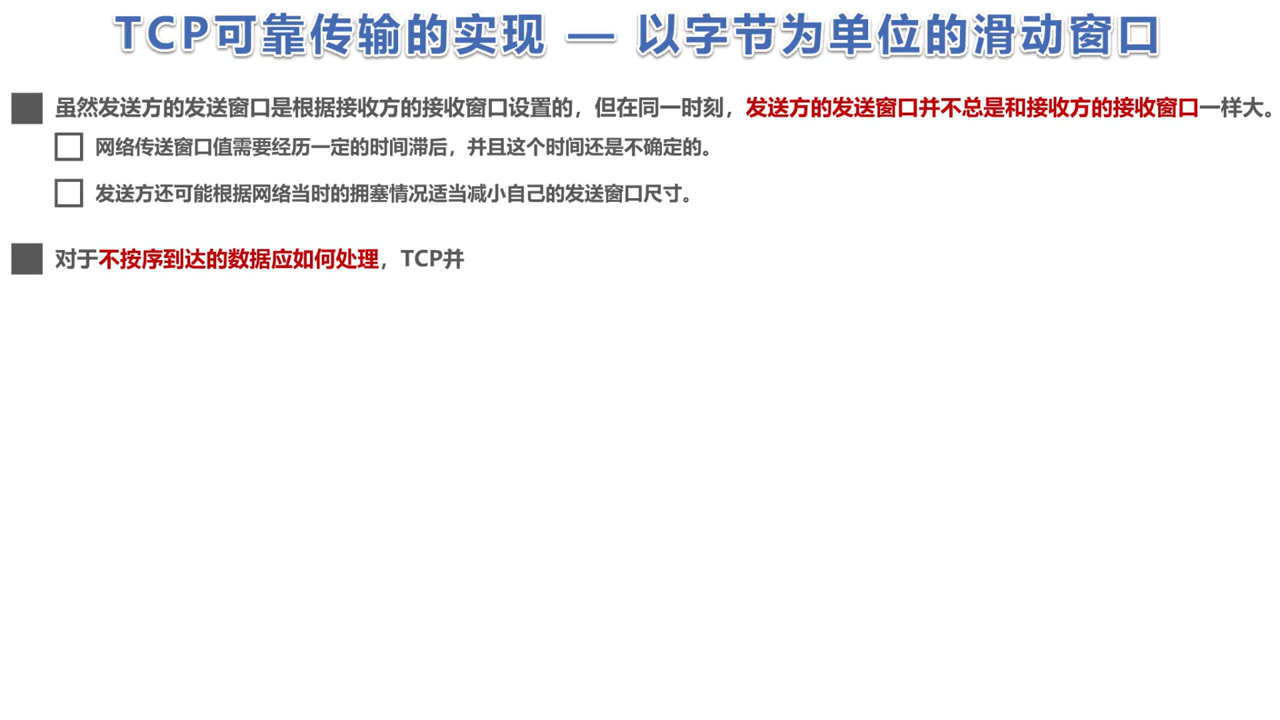 TCP可靠传输的实现 — 以字节为单位的滑动窗口
虽然发送方的发送窗口是根据接收方的接收窗口设置的，但在同一时刻，发送方的发送窗口并不总是和接收方的接收窗口一样大。
网络传送窗口值需要经历一定的时间滞后，并且这个时间还是不确定的。
发送方还可能根据网络当时的拥塞情况适当减小自己的发送窗口尺寸。
对于不按序到达的数据应如何处理，TCP并